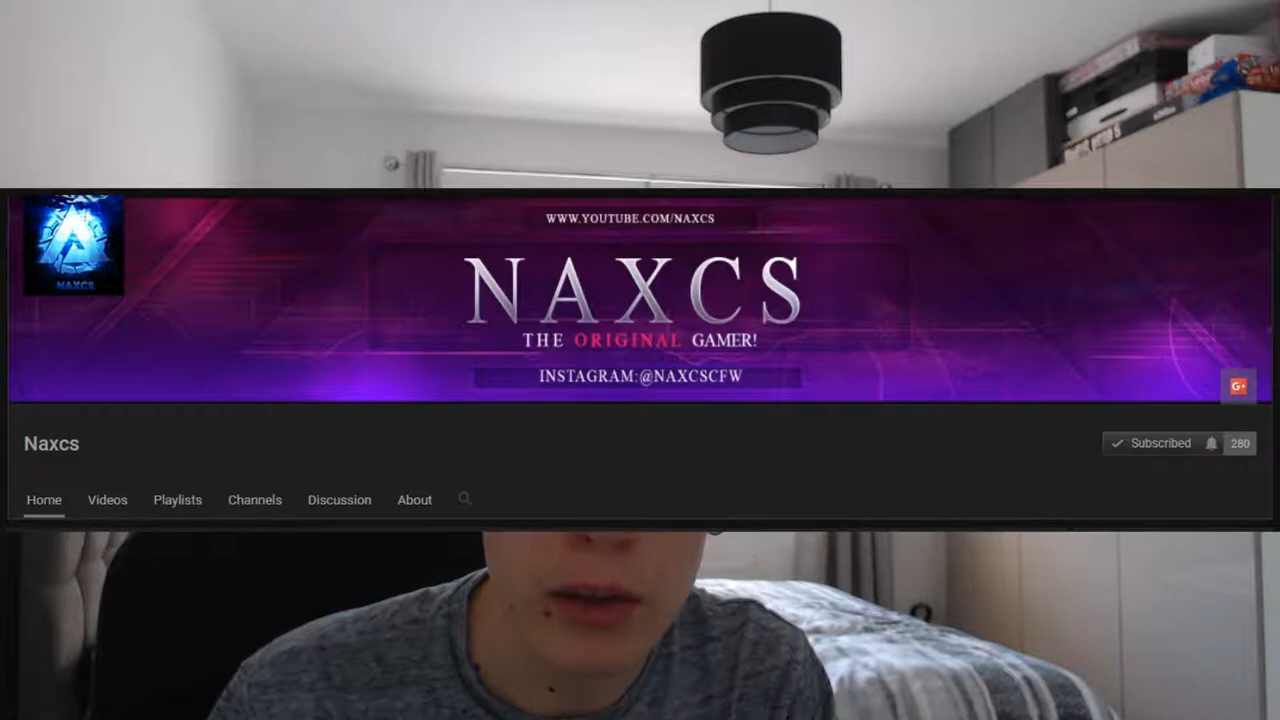 WWW.YOUTUBE.COM/NAXCS
NAXCS
NAXCS
THE ORIGINAL GAMER!
INSTAGRAM:@NAXCSCFW
G+
Naxcs
Subscribed 280
Home Videos Playlists Channels Discussion About